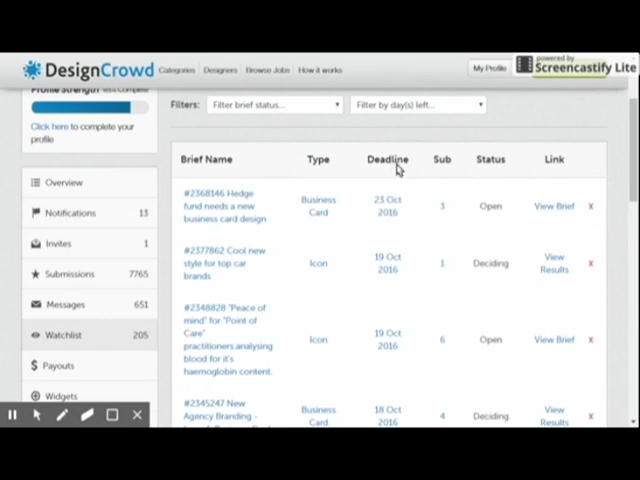 DesignCrowd Categories Designers Browse Jobs How it works My Profile powered by Screencastify Lite
Profile Strength
Click here to complete your
profile
Filters: Filter brief status... Filter by day(s) left...
Overview
Notifications 13
Invites 1
Submissions 7765
Messages 651
Watchlist 205
$ Payouts
Widgets
Brief Name Type Deadline Sub Status Link
#2368146 Hedge
fund needs a new
business card design
Business
Card
23 Oct
2016
3
Open
View Brief
x
#2377862 Cool new
style for top car
brands
Icon
19 Oct
2016
1
Deciding
View
Results
x
#2348828 "Peace of
mind" for "Point of
Care"
practitioners.analysing
blood for it's
haemoglobin content.
Icon
19 Oct
2016
6
Open
View Brief
x
#2345247 New
Agency Branding -
Business
Card
18 Oct
2016
4
Deciding
View
Results
x